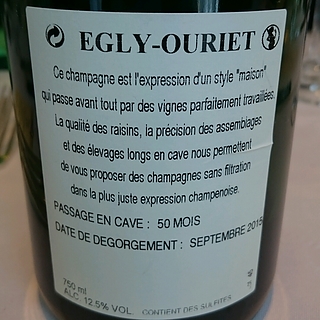 EGLY-OURIET
Ce champagne est l'expression d'un style "maison"
qui passe avant tout par des vignes parfaitement travaillées.
La qualité des raisins, la précision des assemblages
et des élevages longs en cave nous permettent
de vous proposer des champagnes sans filtration
dans la plus juste expression champenoise.
PASSAGE EN CAVE : 50 MOIS
DATE DE DEGORGEMENT : SEPTEMBRE 2015
750 ml
ALC. 12.5% VOL. CONTIENT DES SULFITES